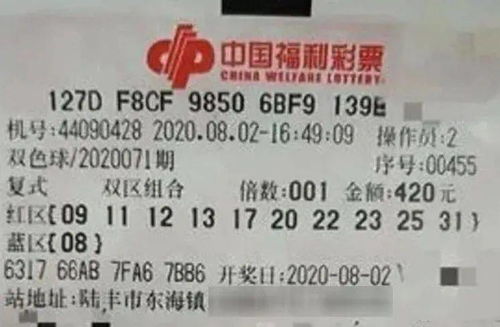 中国福利彩票
CHINA WELFARE LOTTERY
127D F8CF 9850 6BF9
机号:44090428 2020.08.02-16:49:09 操作员:2
双色球/2020071期 序号:00455
复式 双区组合 倍数:001 金额:420元
红区[09 11 12 13 17 20 22 23 25 31}
蓝区{08}
6317 66AB 7FA6 7BB6 开奖日:2020-08-02
站地址:陆丰市东海镇